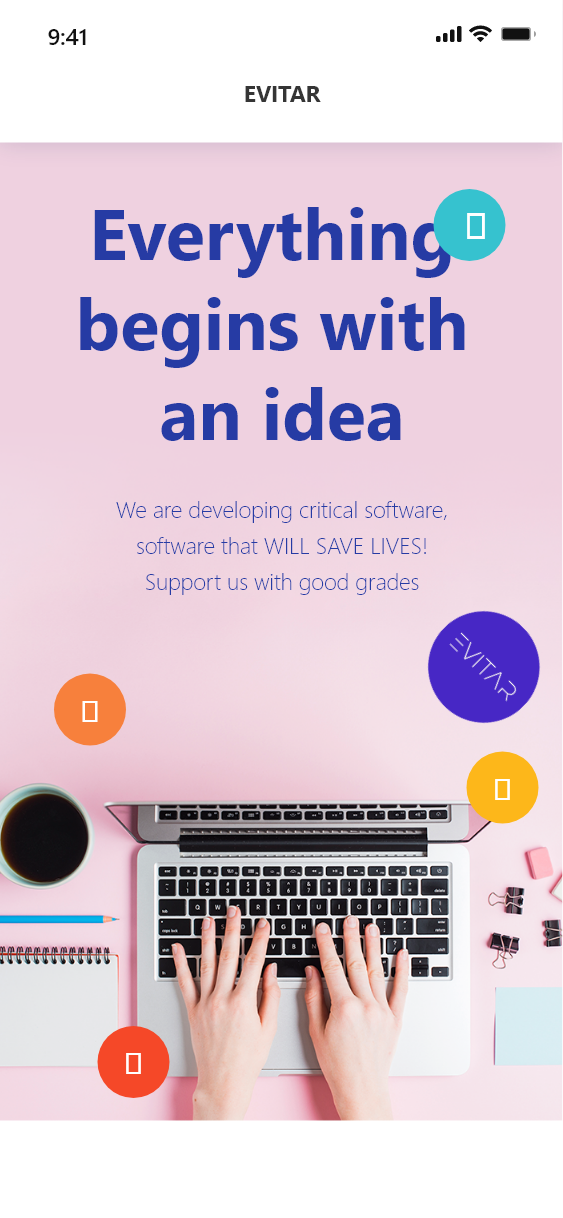 9:41
EVITAR
Everything
begins with
an idea
We are developing critical software,
software that WILL SAVE LIVES!
Support us with good grades
EVITAR